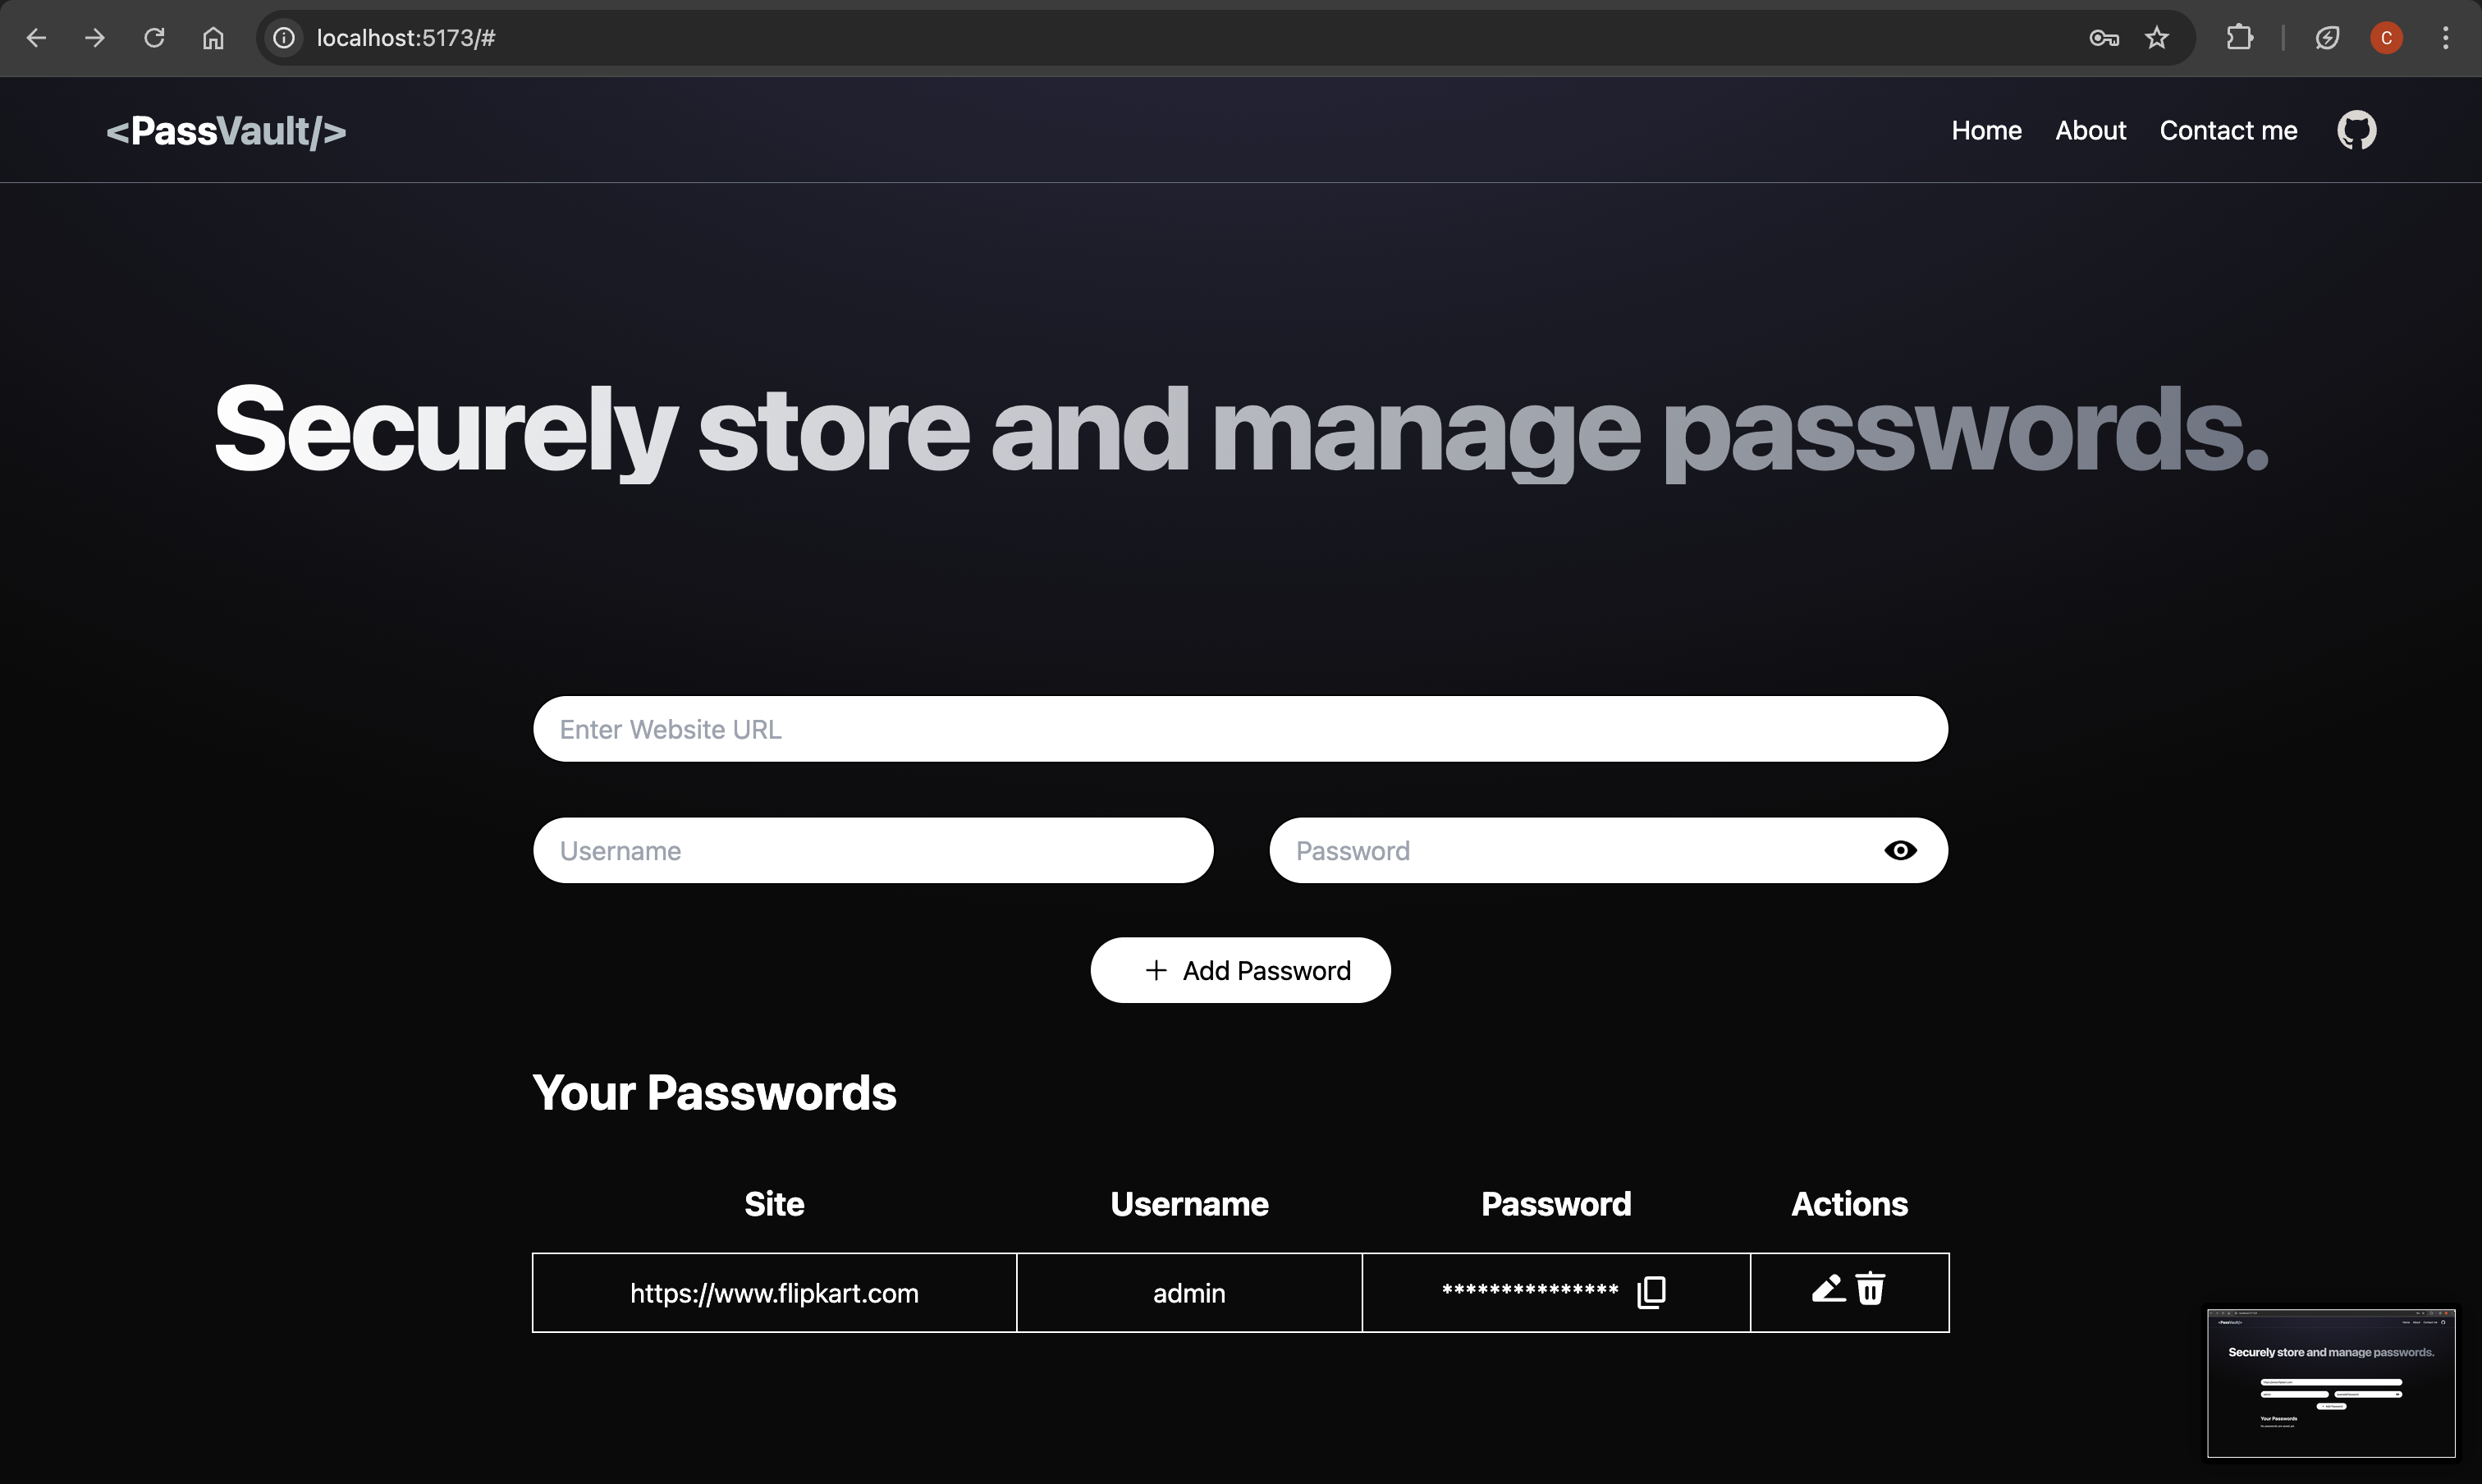 localhost:5173/#
C
<PassVault/>
Home About Contact me
Securely store and manage passwords.
Enter Website URL
Username Password
+ Add Password
Your Passwords
Site Username Password Actions
https://www.flipkart.com admin ***************
Securely store and manage passwords.
Your Passwords